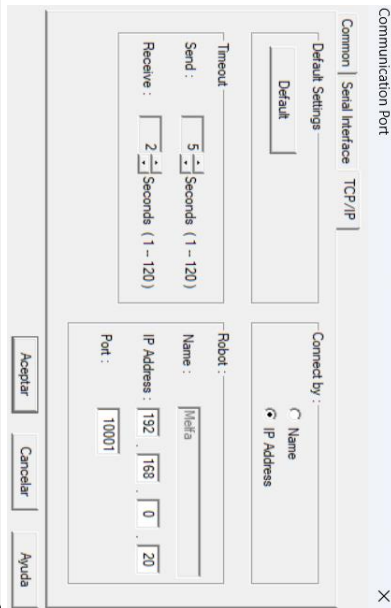 Communication Port
Common Serial Interface TCP/IP
Default Settings
Default
Connect by :
Name
IP Address
Timeout
Send : 5 Seconds ( 1 -- 120 )
Receive : 2 Seconds ( 1 -- 120 )
Robot :
Name : Melfa
IP Address : 192 . 168 . 0 . 20
Port : 10001
Aceptar Cancelar Ayuda